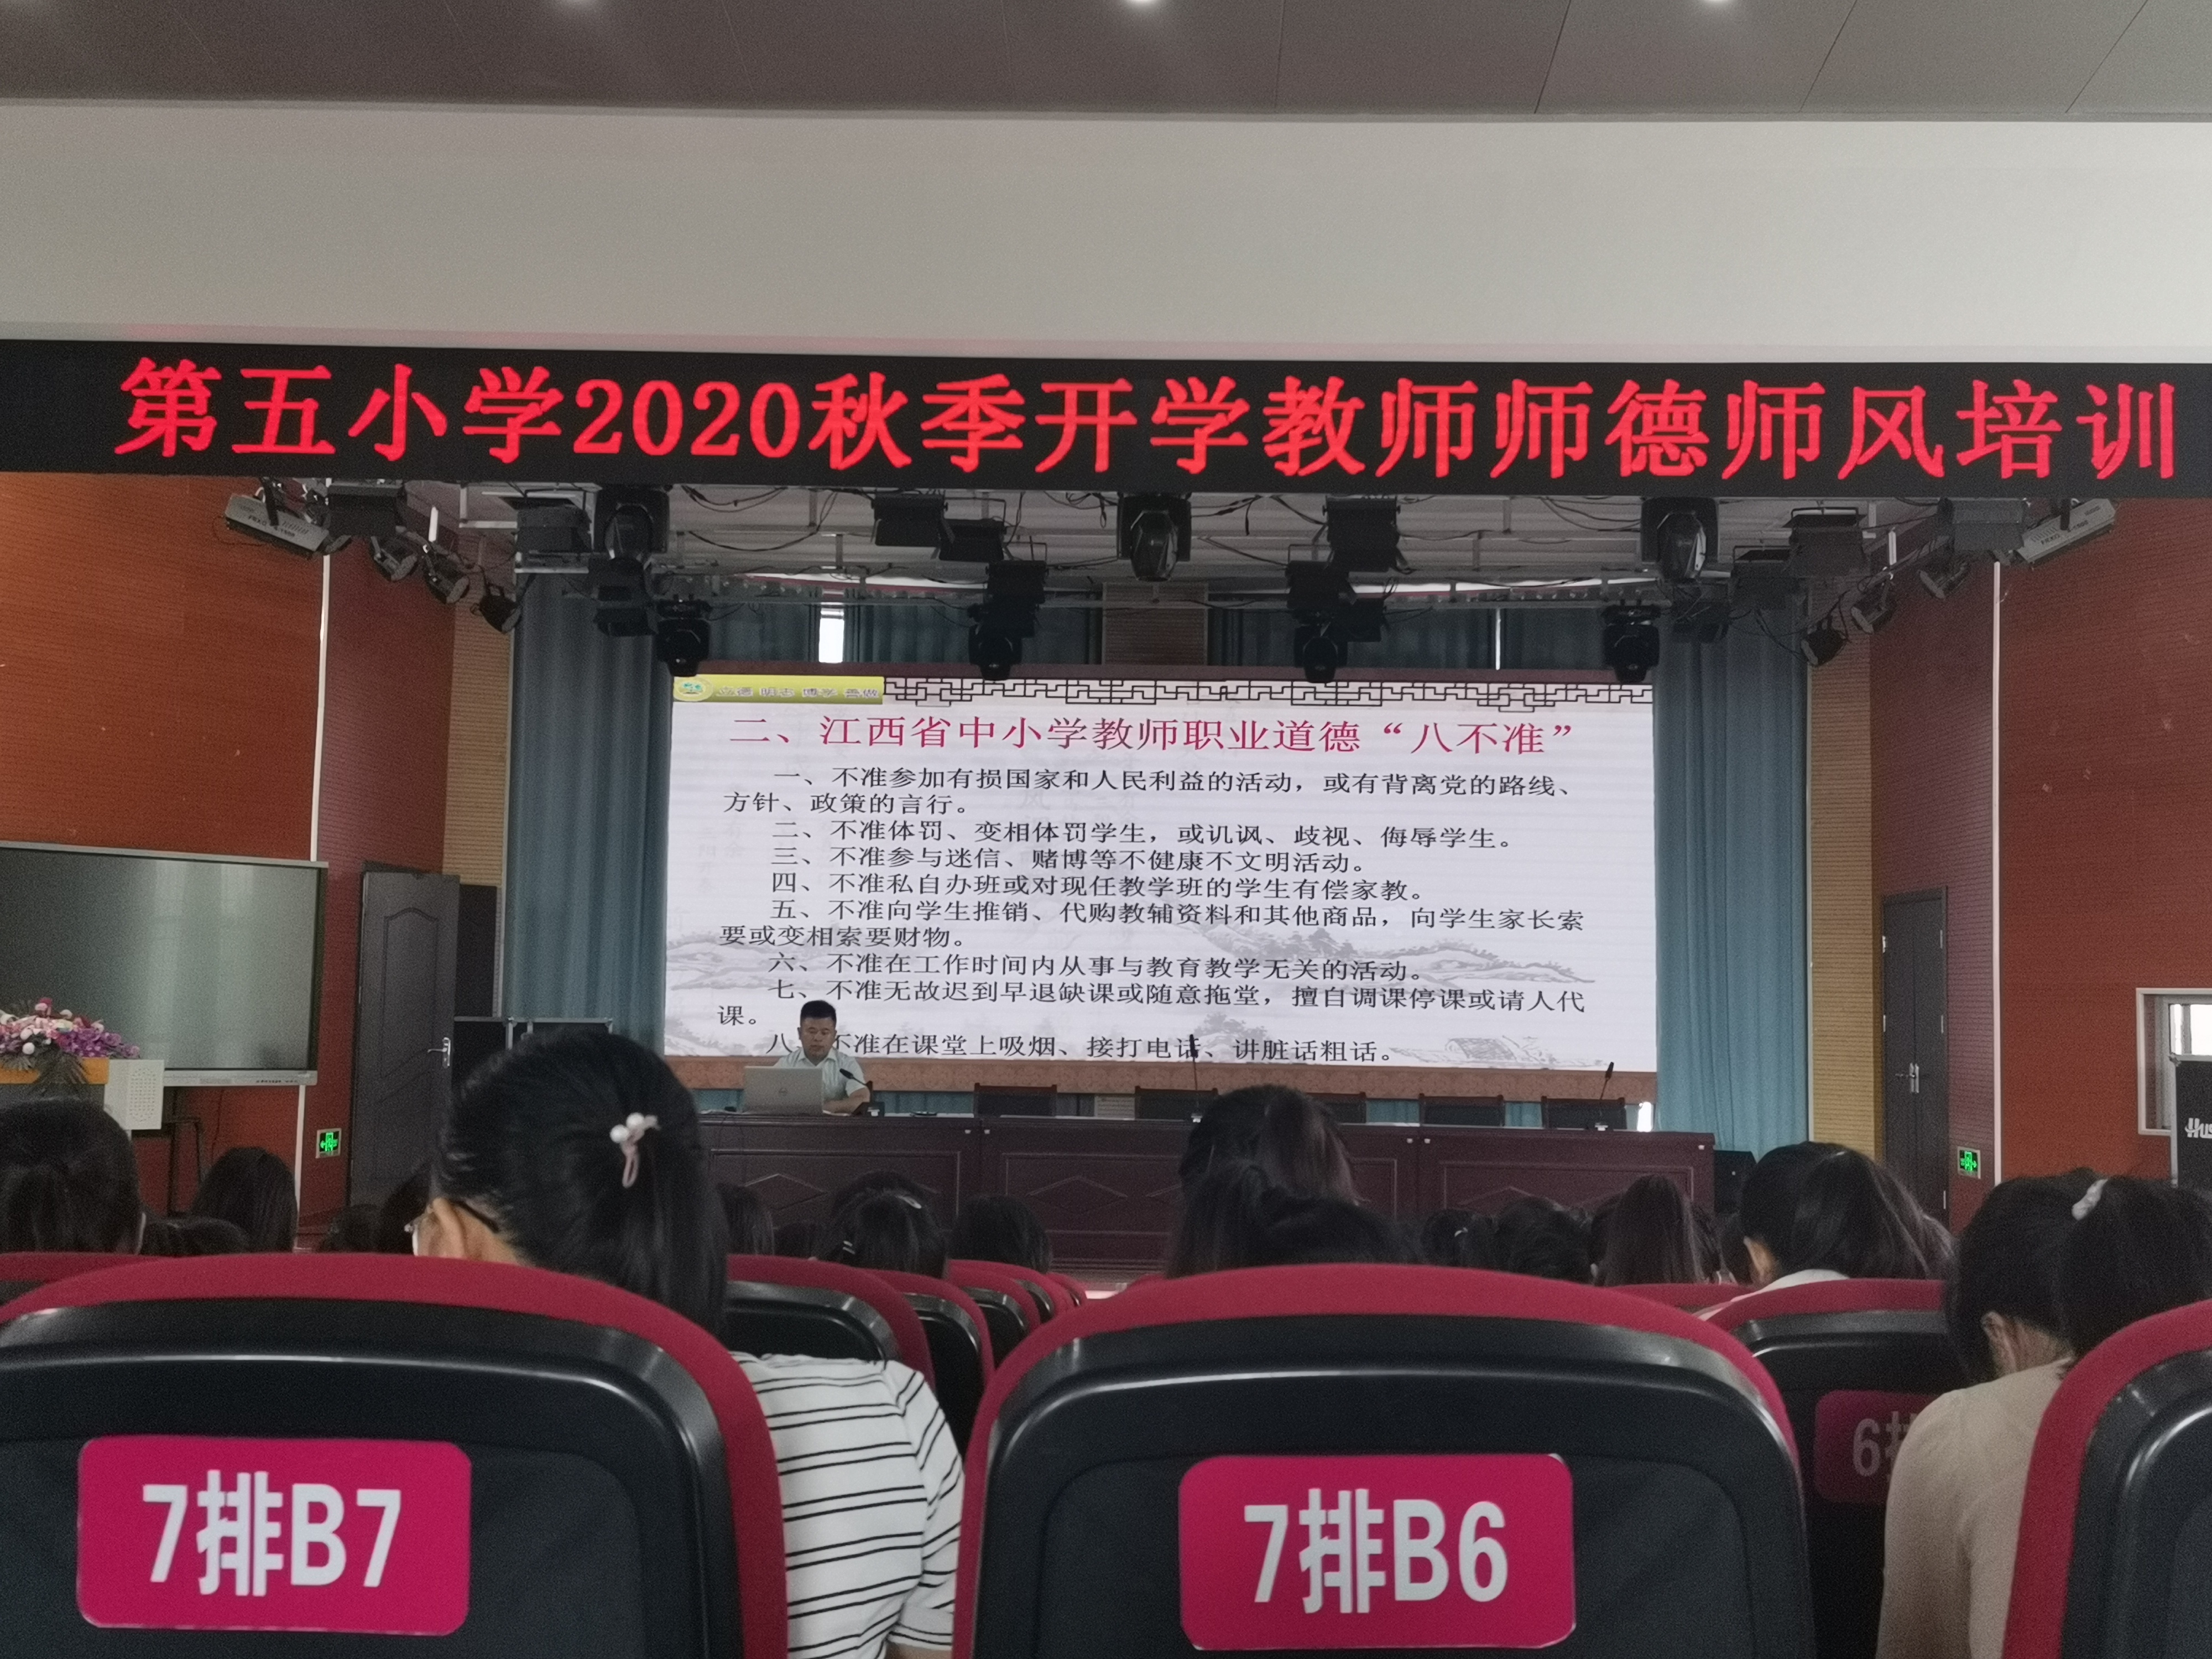 第五小学2020秋季开学教师师德师风培训
明志 博学 善做
二、江西省中小学教师职业道德“八不准”
一、不准参加有损国家和人民利益的活动，或有背离党的路线、
方针、政策的言行。
二、不准体罚、变相体罚学生，或讥讽、歧视、侮辱学生。
三、不准参与迷信、赌博等不健康不文明活动。
四、不准私自办班或对现任教学班的学生有偿家教。
五、不准向学生推销、代购教辅资料和其他商品，向学生家长索
要或变相索要财物。
六、不准在工作时间内从事与教育教学无关的活动。
七、不准无故迟到早退缺课或随意拖堂，擅自调课停课或请人代
课。
八 不准在课堂上吸烟、接打电话、讲脏话粗话。
Hus
6排
7排B7
7排B6